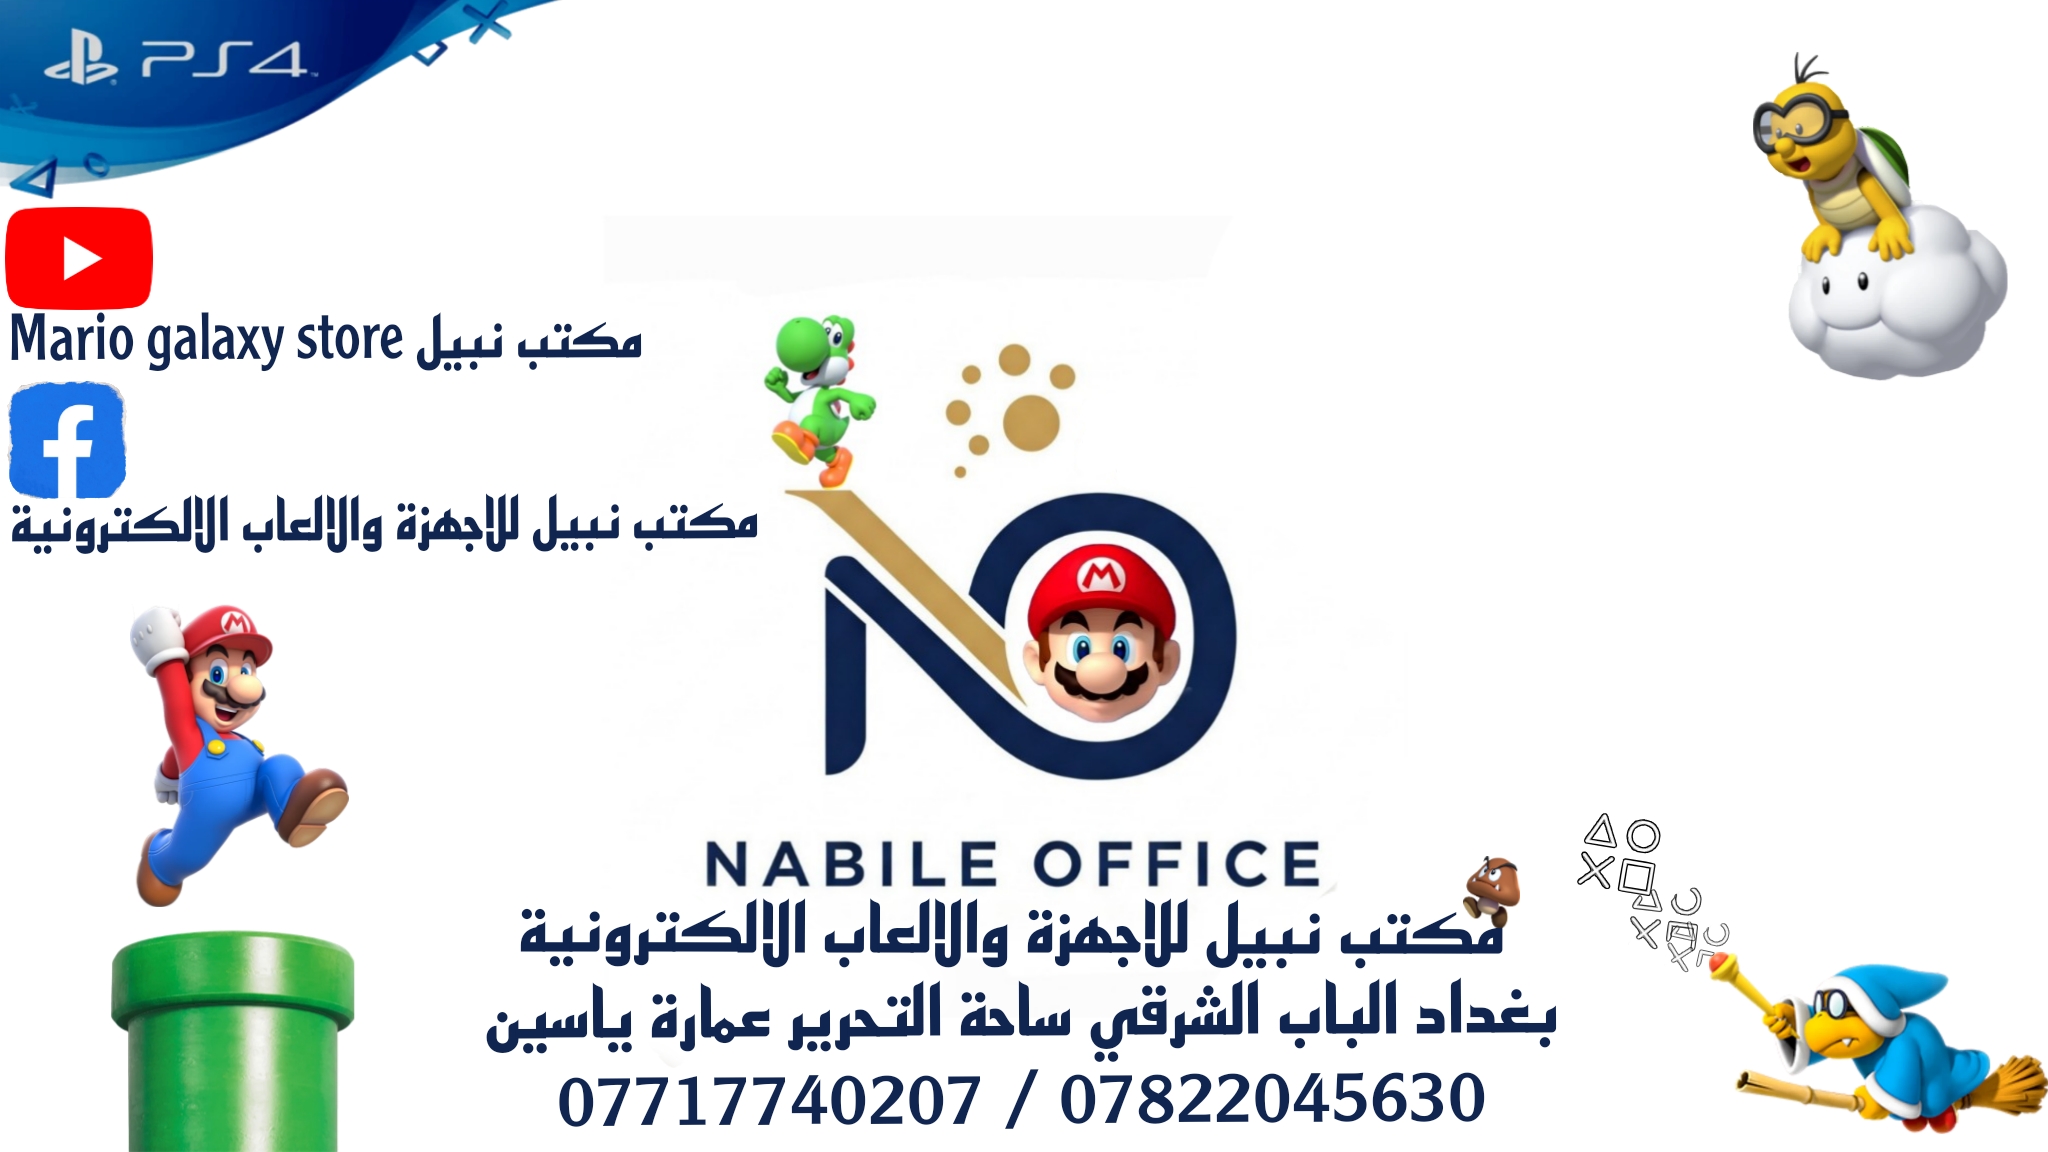 PS4
مكتب نبيل Mario galaxy store
مكتب نبيل للاجهزة والالعاب الالكترونية
NABILE OFFICE
مكتب نبيل للاجهزة والالعاب الالكترونية
بغداد الباب الشرقي ساحة التحرير عمارة ياسين
07717740207 / 07822045630